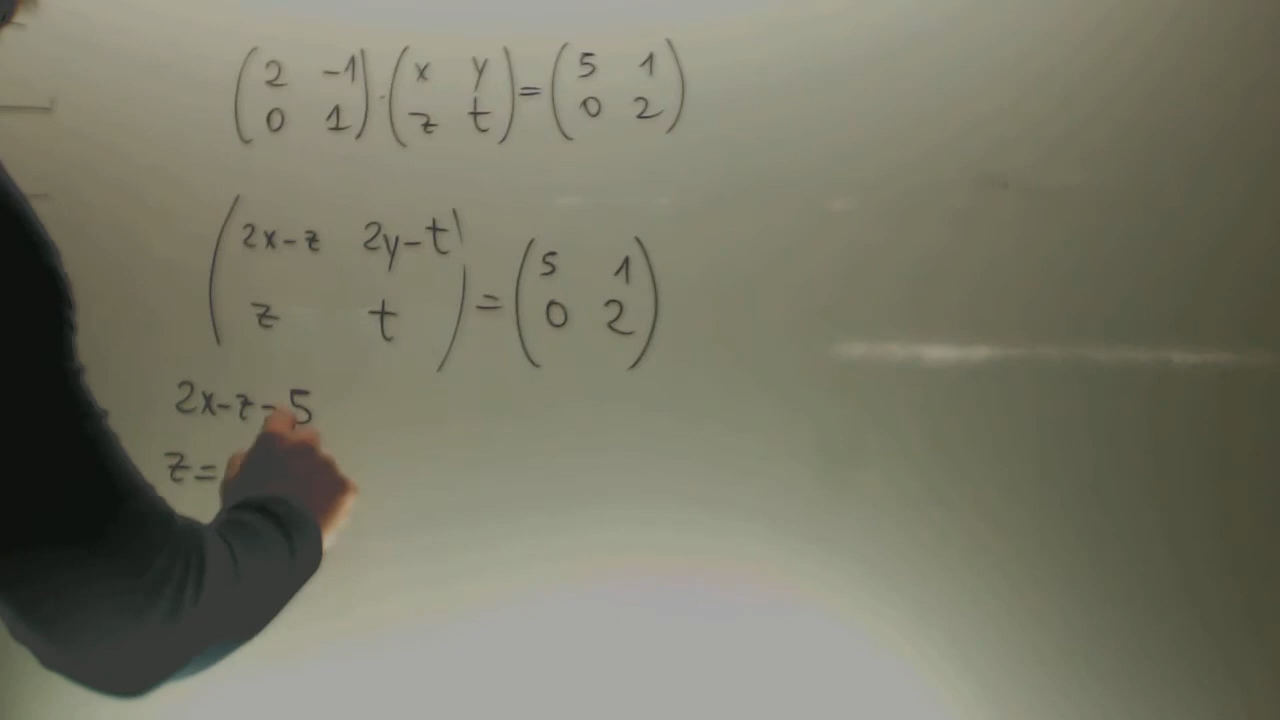 (2 -1) · (x y) = (5 1)
(0 1) (z t) (0 2)
(2x-z 2y-t) = (5 1)
(z t) (0 2)
2x-z=5
z=